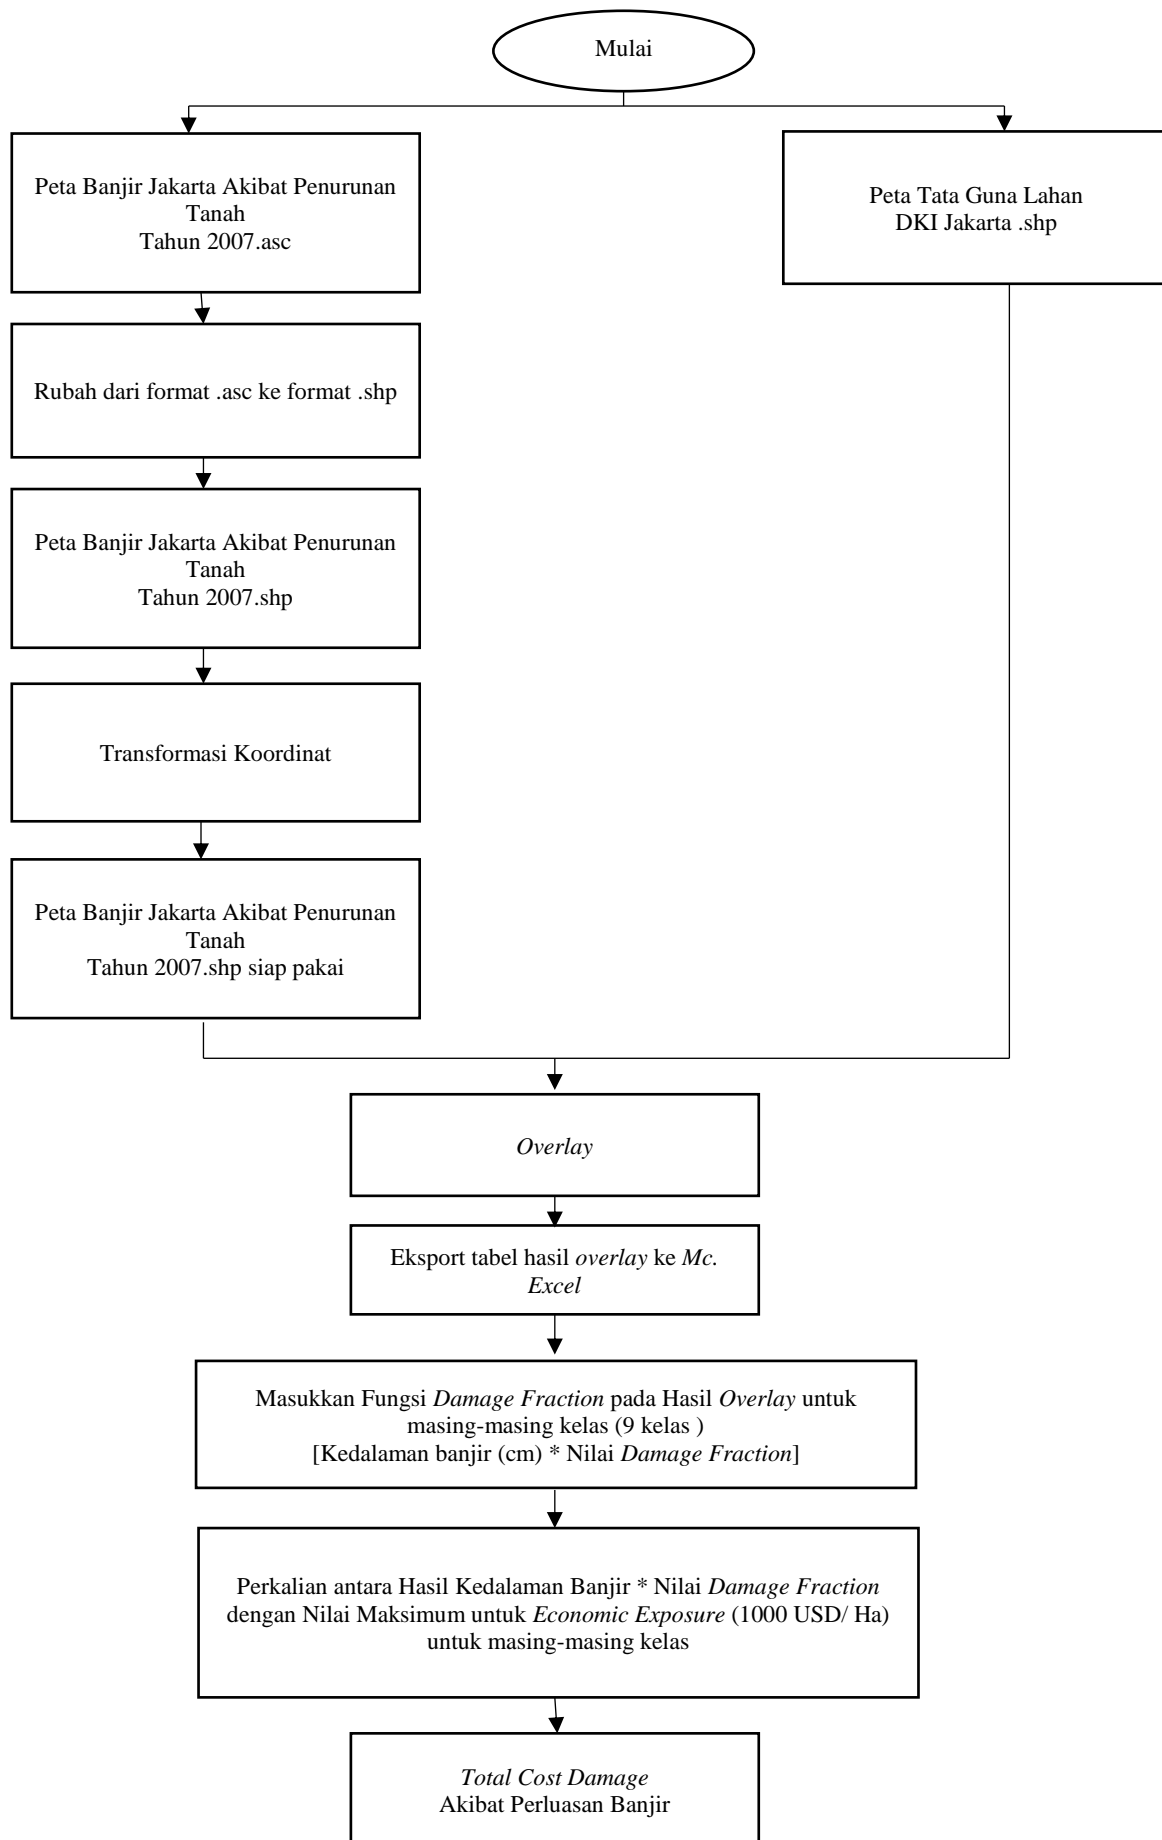 Mulai
Peta Banjir Jakarta Akibat Penurunan
Tanah
Tahun 2007.asc
Peta Tata Guna Lahan
DKI Jakarta .shp
Rubah dari format .asc ke format .shp
Peta Banjir Jakarta Akibat Penurunan
Tanah
Tahun 2007.shp
Transformasi Koordinat
Peta Banjir Jakarta Akibat Penurunan
Tanah
Tahun 2007.shp siap pakai
Overlay
Eksport tabel hasil overlay ke Mc.
Excel
Masukkan Fungsi Damage Fraction pada Hasil Overlay untuk
masing-masing kelas (9 kelas )
[Kedalaman banjir (cm) * Nilai Damage Fraction]
Perkalian antara Hasil Kedalaman Banjir * Nilai Damage Fraction
dengan Nilai Maksimum untuk Economic Exposure (1000 USD/ Ha)
untuk masing-masing kelas
Total Cost Damage
Akibat Perluasan Banjir